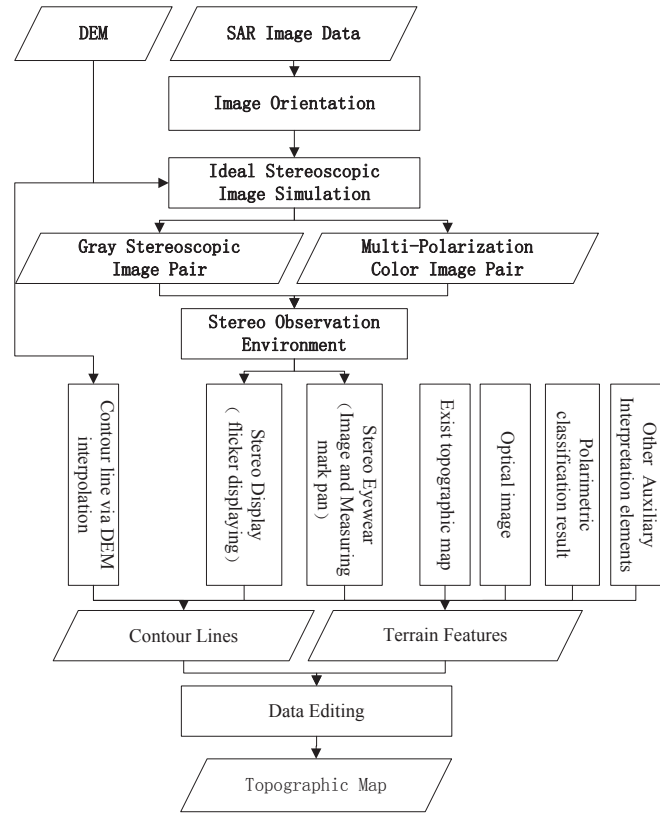 DEM
SAR Image Data
Image Orientation
Ideal Stereoscopic
Image Simulation
Gray Stereoscopic
Image Pair
Multi-Polarization
Color Image Pair
Stereo Observation
Environment
Contour line via DEM
interpolation
Stereo Display
( flicker displaying )
Stereo Eyewear
( Image and Measuring
mark pan )
Exist topographic map
Optical image
Polarimetric
classification result
Other Auxiliary
Interpretation elements
Contour Lines
Terrain Features
Data Editing
Topographic Map